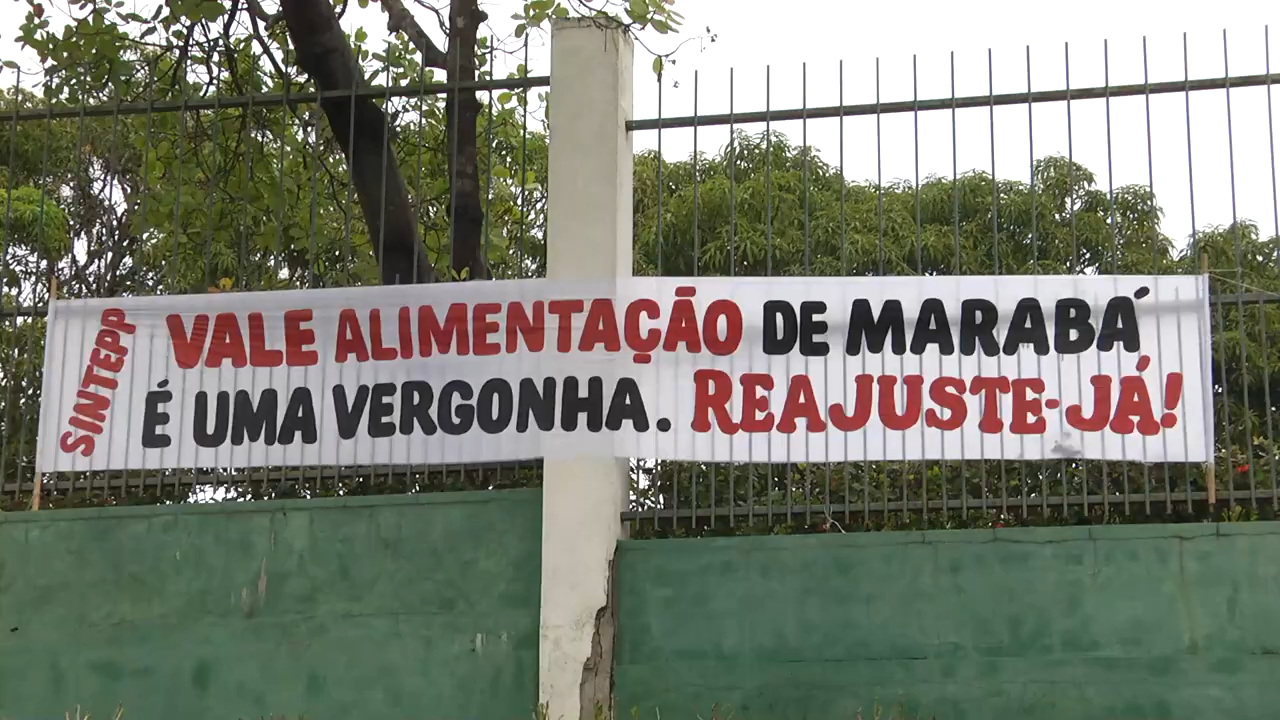 SINTEPP
VALE ALIMENTAÇÃO DE MARABÁ
É UMA VERGONHA. REAJUSTE-JÁ!